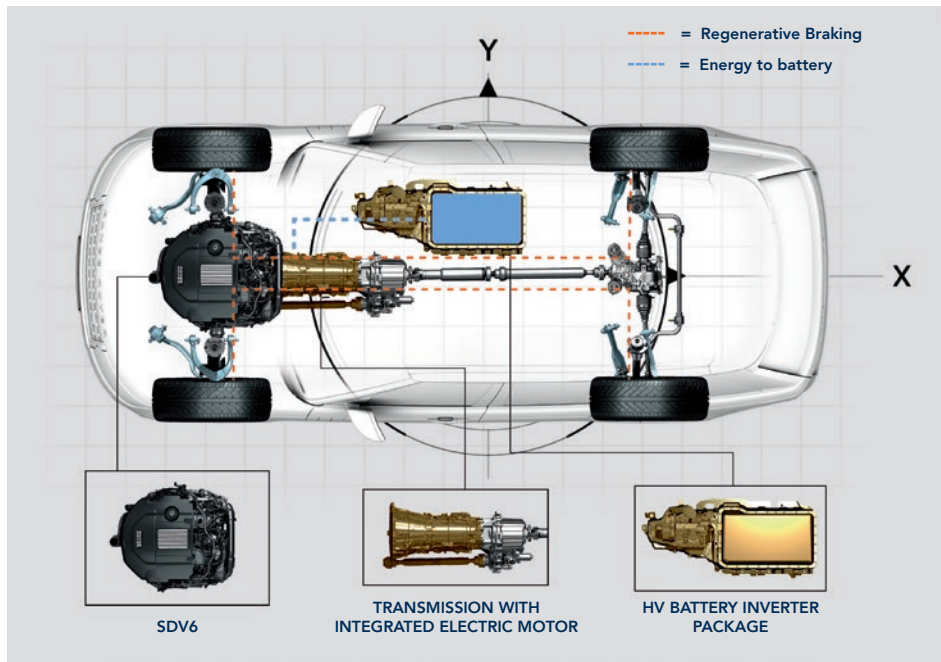 = Regenerative Braking
= Energy to battery
Y
X
SDV6
TRANSMISSION WITH
INTEGRATED ELECTRIC MOTOR
HV BATTERY INVERTER
PACKAGE